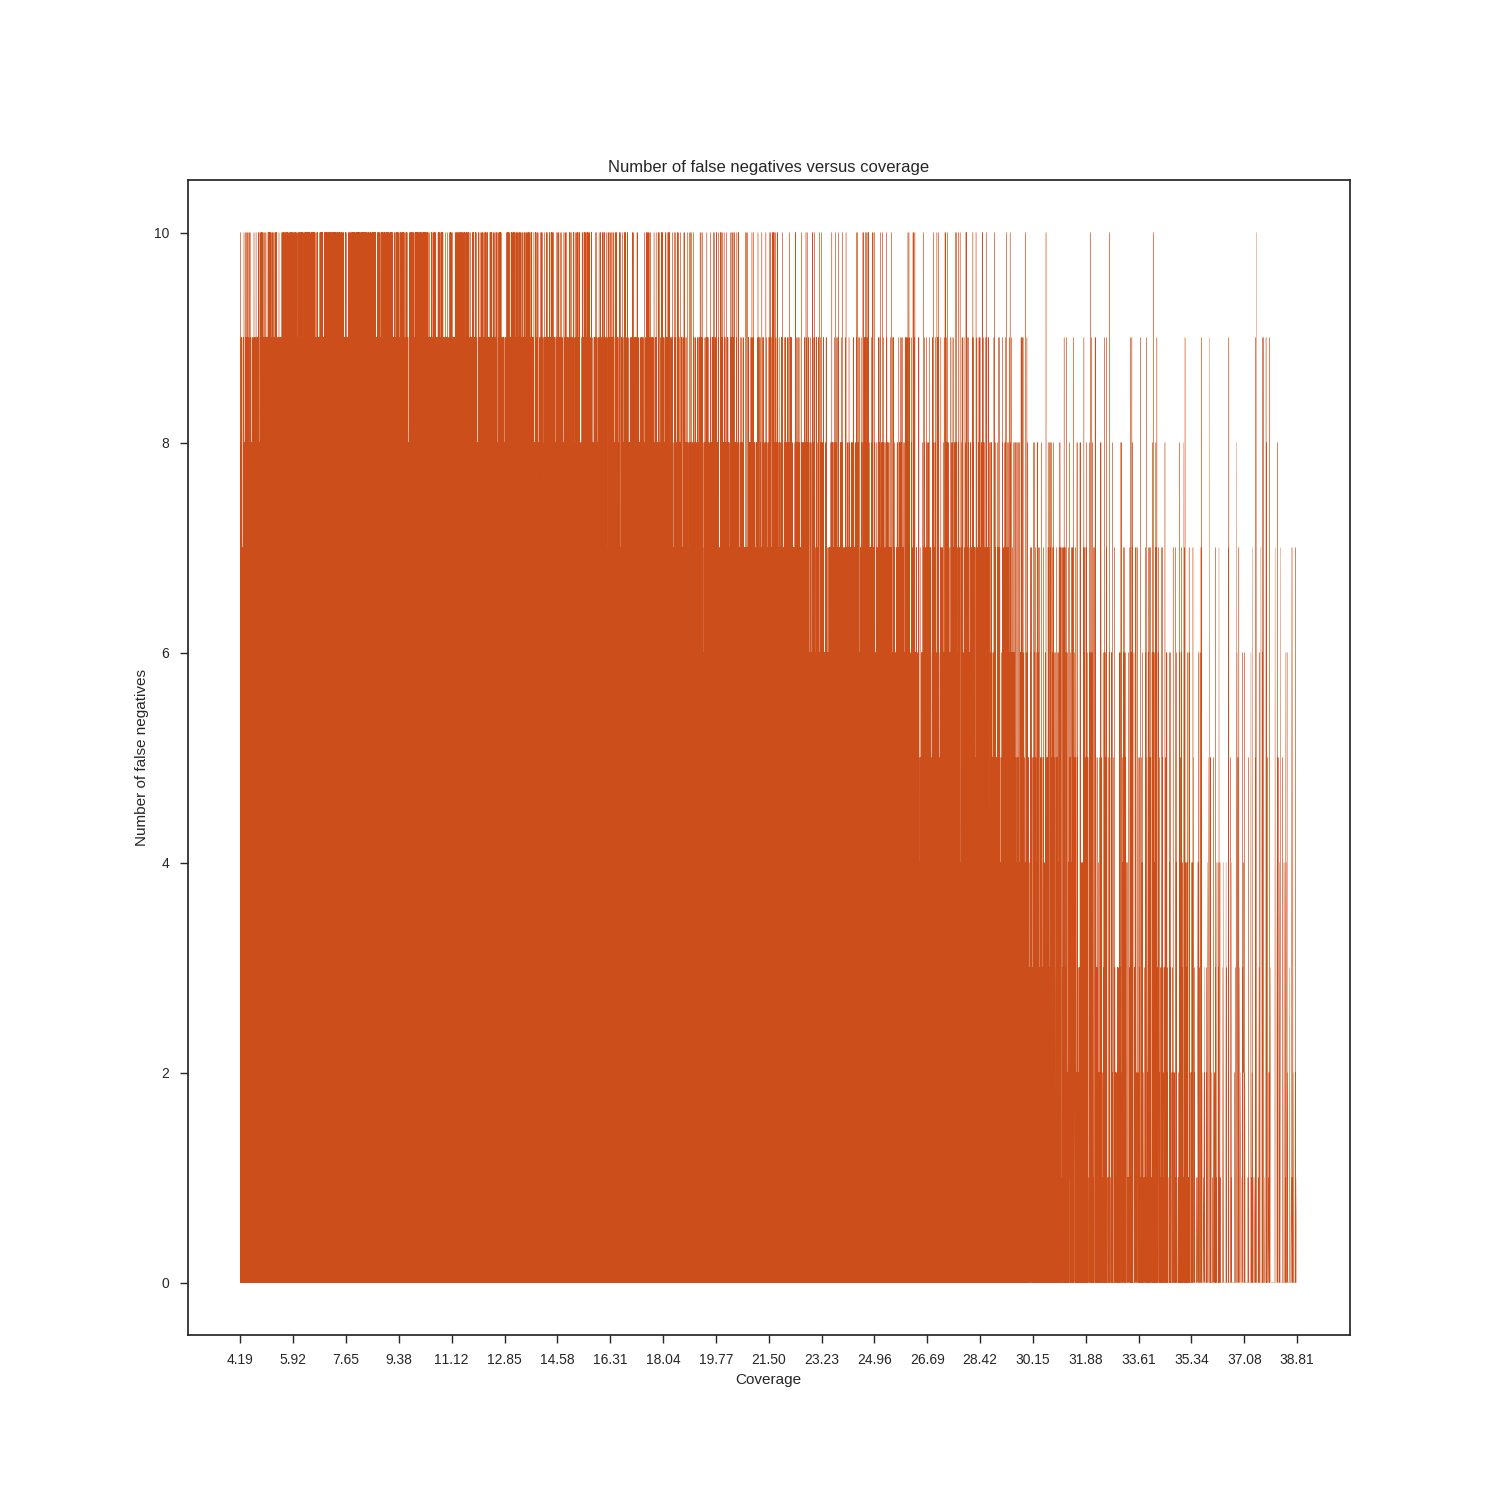 Number of false negatives versus coverage
10
8
6
4
2
0
Number of false negatives
4.19 5.92 7.65 9.38 11.12 12.85 14.58 16.31 18.04 19.77 21.50 23.23 24.96 26.69 28.42 30.15 31.88 33.61 35.34 37.08 38.81
Coverage